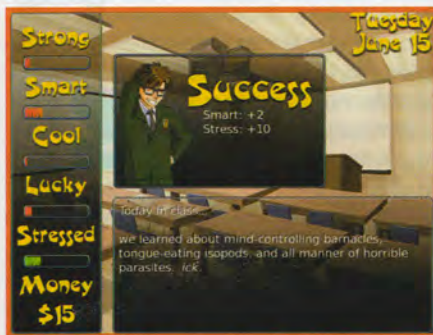 Strong
Smart
Cool
Lucky
Stressed
Money
$15
Tuesday
June 15
Success
Smart: +2
Stress: +10
Today in class...
we learned about mind-controlling barnacles,
tongue-eating isopods, and all manner of horrible
parasites. ick.